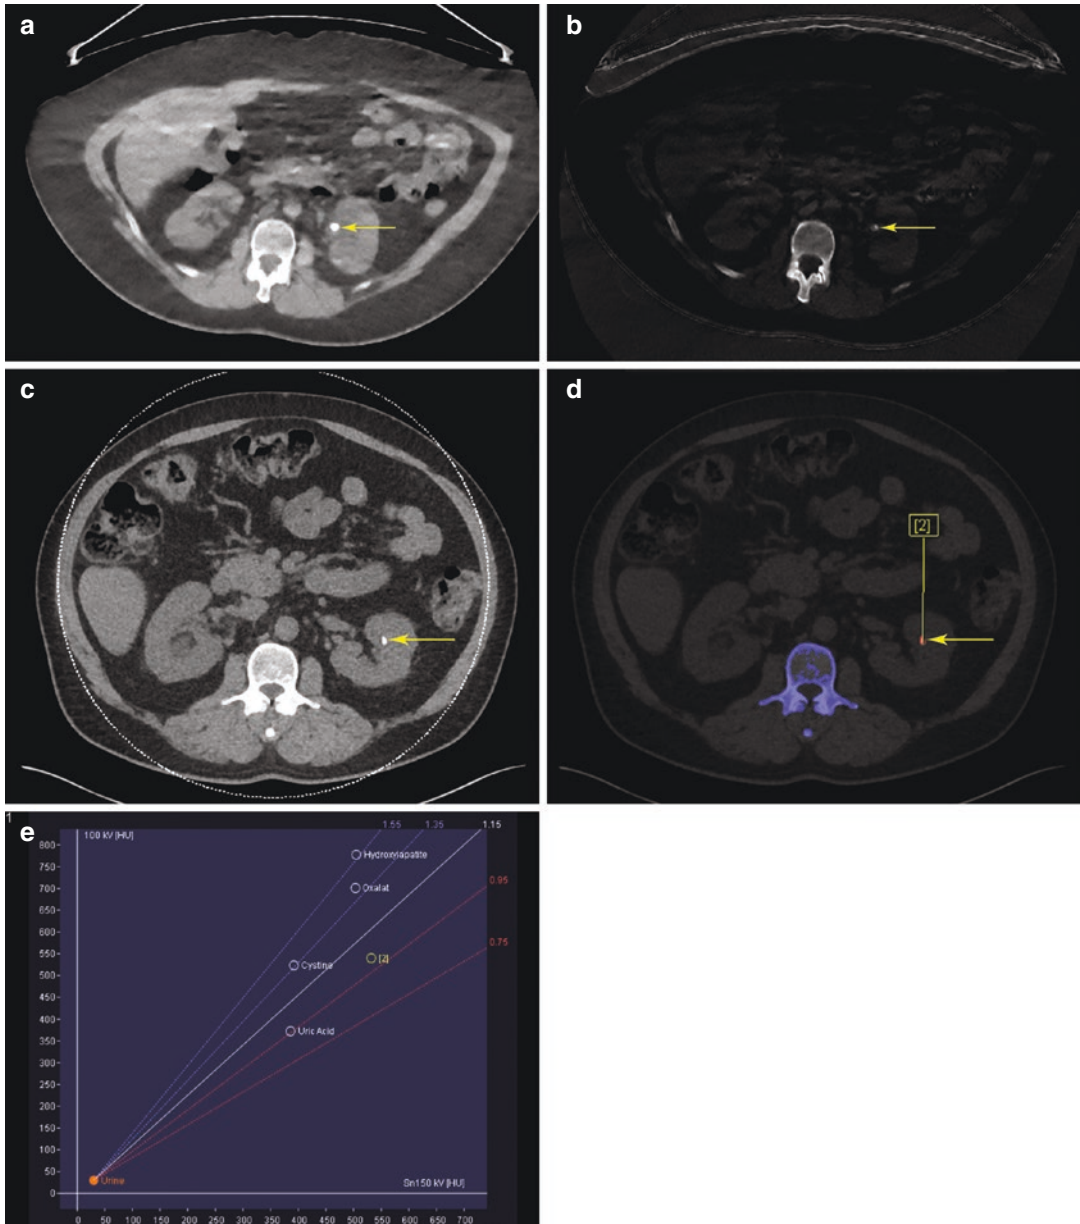 a
b
c
d
[2]
e
1
100 kV [HU]
1.55
1.35
1.15
800
750
700
650
600
550
500
450
400
350
300
250
200
150
100
50
0
Hydroxylapatite
Oxalat
0.95
Cystine
[2]
0.75
Uric Acid
Urine
Sn150 kV [HU]
0 50 100 150 200 250 300 350 400 450 500 550 600 650 700